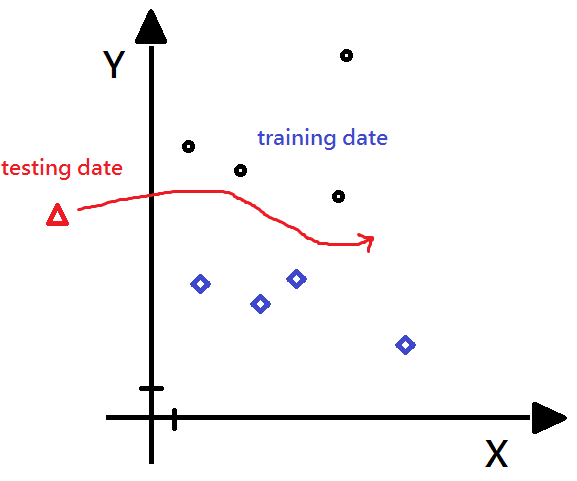 Y
training date
testing date
X